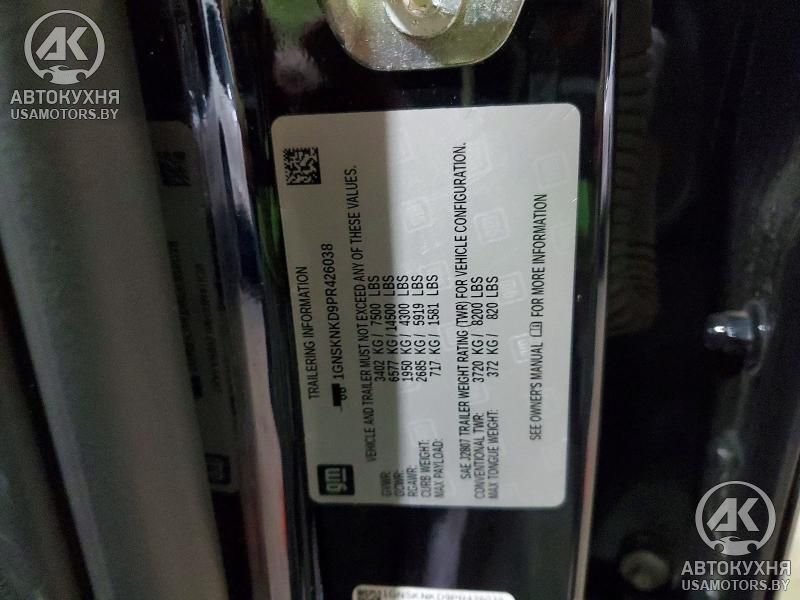 TRAILERING INFORMATION
1GNSKNKD9PR426038
VEHICLE AND TRAILER MUST NOT EXCEED ANY OF THESE VALUES.
GVWR: 3402 KG / 7500 LBS
GCWR: 6577 KG / 14500 LBS
RGAWR: 1950 KG / 4300 LBS
CURB WEIGHT: 2685 KG / 5919 LBS
MAX PAYLOAD: 717 KG / 1581 LBS
SAE J2807 TRAILER WEIGHT RATING (TWR) FOR VEHICLE CONFIGURATION.
CONVENTIONAL TWR: 3720 KG / 8200 LBS
MAX TONGUE WEIGHT: 372 KG / 820 LBS
SEE OWNER'S MANUAL FOR MORE INFORMATION
gm
1GNSKNKD9PR426038
АК
АВТОКУХНЯ
USAMOTORS.BY
АК
АВТОКУХНЯ
USAMOTORS.BY